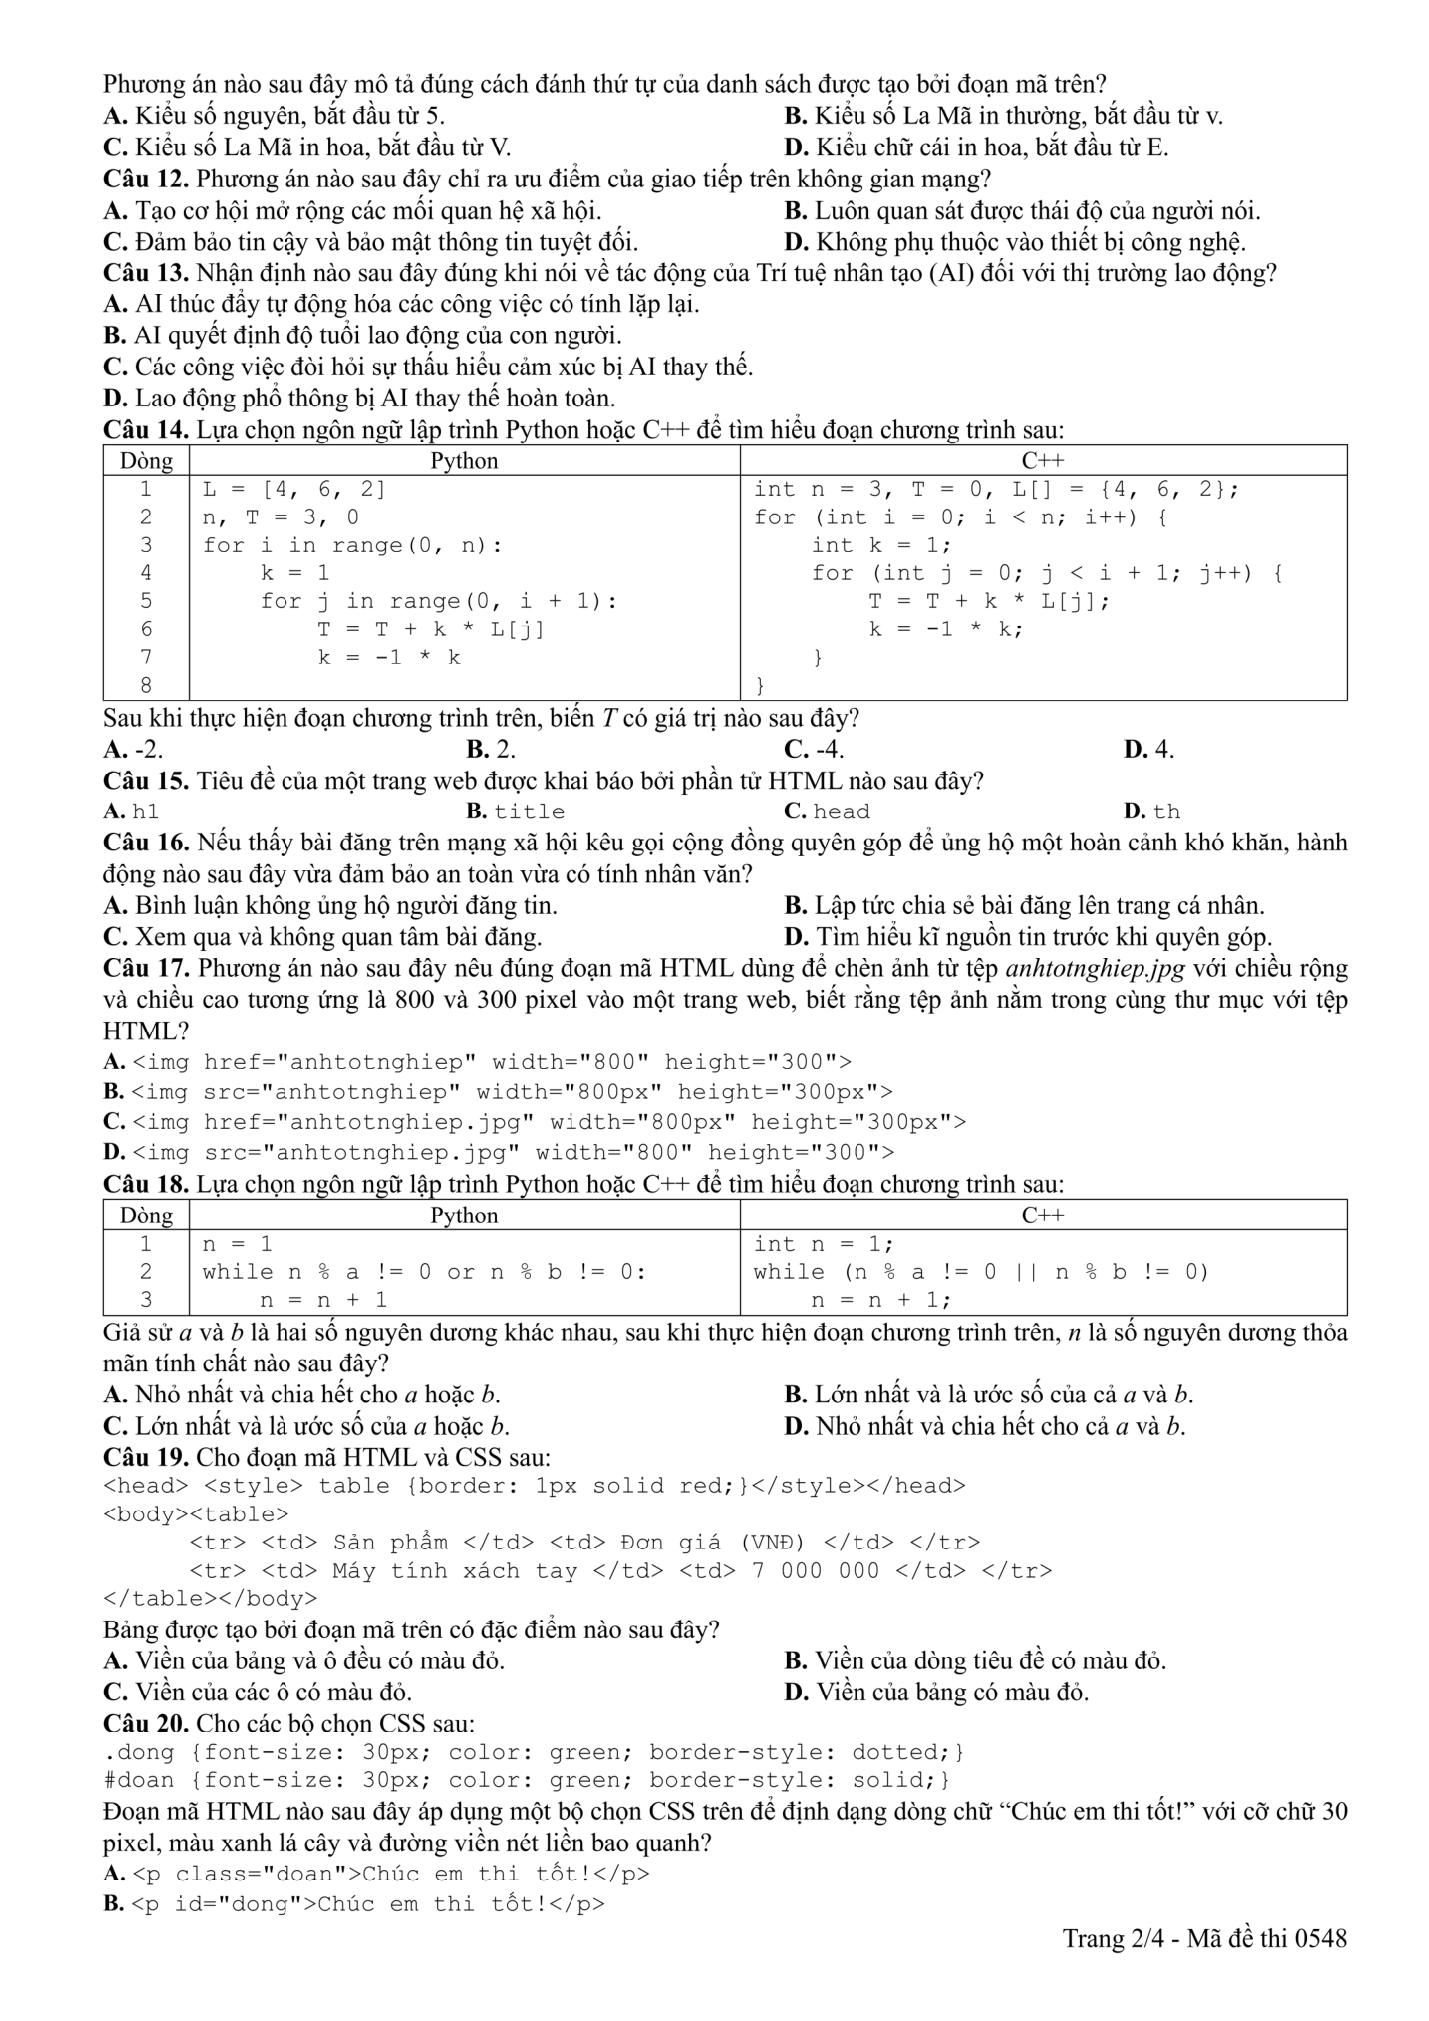 Phương án nào sau đây mô tả đúng cách đánh thứ tự của danh sách được tạo bởi đoạn mã trên?
A. Kiểu số nguyên, bắt đầu từ 5. B. Kiểu số La Mã in thường, bắt đầu từ v.
C. Kiểu số La Mã in hoa, bắt đầu từ V. D. Kiểu chữ cái in hoa, bắt đầu từ E.
Câu 12. Phương án nào sau đây chỉ ra ưu điểm của giao tiếp trên không gian mạng?
A. Tạo cơ hội mở rộng các mối quan hệ xã hội. B. Luôn quan sát được thái độ của người nói.
C. Đảm bảo tin cậy và bảo mật thông tin tuyệt đối. D. Không phụ thuộc vào thiết bị công nghệ.
Câu 13. Nhận định nào sau đây đúng khi nói về tác động của Trí tuệ nhân tạo (AI) đối với thị trường lao động?
A. AI thúc đẩy tự động hóa các công việc có tính lặp lại.
B. AI quyết định độ tuổi lao động của con người.
C. Các công việc đòi hỏi sự thấu hiểu cảm xúc bị AI thay thế.
D. Lao động phổ thông bị AI thay thế hoàn toàn.
Câu 14. Lựa chọn ngôn ngữ lập trình Python hoặc C++ để tìm hiểu đoạn chương trình sau:
Dòng Python C++
1 L = [4, 6, 2] int n = 3, T = 0, L[] = {4, 6, 2};
2 n, T = 3, 0 for (int i = 0; i < n; i++) {
3 for i in range(0, n): int k = 1;
4 k = 1 for (int j = 0; j < i + 1; j++) {
5 for j in range(0, i + 1): T = T + k * L[j];
6 T = T + k * L[j] k = -1 * k;
7 k = -1 * k }
8 }
Sau khi thực hiện đoạn chương trình trên, biến T có giá trị nào sau đây?
A. -2. B. 2. C. -4. D. 4.
Câu 15. Tiêu đề của một trang web được khai báo bởi phần tử HTML nào sau đây?
A. h1 B. title C. head D. th
Câu 16. Nếu thấy bài đăng trên mạng xã hội kêu gọi cộng đồng quyên góp để ủng hộ một hoàn cảnh khó khăn, hành
động nào sau đây vừa đảm bảo an toàn vừa có tính nhân văn?
A. Bình luận không ủng hộ người đăng tin. B. Lập tức chia sẻ bài đăng lên trang cá nhân.
C. Xem qua và không quan tâm bài đăng. D. Tìm hiểu kĩ nguồn tin trước khi quyên góp.
Câu 17. Phương án nào sau đây nêu đúng đoạn mã HTML dùng để chèn ảnh từ tệp anhtotnghiep.jpg với chiều rộng
và chiều cao tương ứng là 800 và 300 pixel vào một trang web, biết rằng tệp ảnh nằm trong cùng thư mục với tệp
HTML?
A. <img href="anhtotnghiep" width="800" height="300">
B. <img src="anhtotnghiep" width="800px" height="300px">
C. <img href="anhtotnghiep.jpg" width="800px" height="300px">
D. <img src="anhtotnghiep.jpg" width="800" height="300">
Câu 18. Lựa chọn ngôn ngữ lập trình Python hoặc C++ để tìm hiểu đoạn chương trình sau:
Dòng Python C++
1 n = 1 int n = 1;
2 while n % a != 0 or n % b != 0: while (n % a != 0 || n % b != 0)
3 n = n + 1 n = n + 1;
Giả sử a và b là hai số nguyên dương khác nhau, sau khi thực hiện đoạn chương trình trên, n là số nguyên dương thỏa
mãn tính chất nào sau đây?
A. Nhỏ nhất và chia hết cho a hoặc b. B. Lớn nhất và là ước số của cả a và b.
C. Lớn nhất và là ước số của a hoặc b. D. Nhỏ nhất và chia hết cho cả a và b.
Câu 19. Cho đoạn mã HTML và CSS sau:
<head> <style> table {border: 1px solid red;}</style></head>
<body><table>
<tr> <td> Sản phẩm </td> <td> Đơn giá (VNĐ) </td> </tr>
<tr> <td> Máy tính xách tay </td> <td> 7 000 000 </td> </tr>
</table></body>
Bảng được tạo bởi đoạn mã trên có đặc điểm nào sau đây?
A. Viền của bảng và ô đều có màu đỏ. B. Viền của dòng tiêu đề có màu đỏ.
C. Viền của các ô có màu đỏ. D. Viền của bảng có màu đỏ.
Câu 20. Cho các bộ chọn CSS sau:
.dong {font-size: 30px; color: green; border-style: dotted;}
#doan {font-size: 30px; color: green; border-style: solid;}
Đoạn mã HTML nào sau đây áp dụng một bộ chọn CSS trên để định dạng dòng chữ “Chúc em thi tốt!” với cỡ chữ 30
pixel, màu xanh lá cây và đường viền nét liền bao quanh?
A. <p class="doan">Chúc em thi tốt!</p>
B. <p id="dong">Chúc em thi tốt!</p>
Trang 2/4 - Mã đề thi 0548